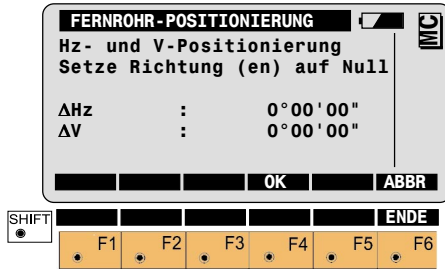 FERNROHR-POSITIONIERUNG
MC
Hz- und V-Positionierung
Setze Richtung (en) auf Null
ΔHz : 0°00'00"
ΔV : 0°00'00"
OK ABBR
SHIFT ENDE
F1 F2 F3 F4 F5 F6